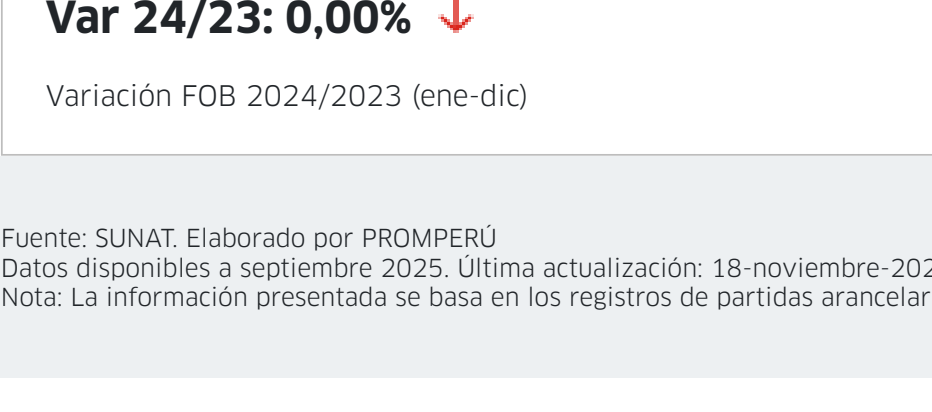 Var 24/23: 0,00%
Variación FOB 2024/2023 (ene-dic)
Fuente: SUNAT. Elaborado por PROMPERÚ
Datos disponibles a septiembre 2025. Última actualización: 18-noviembre-202
Nota: La información presentada se basa en los registros de partidas arancelar